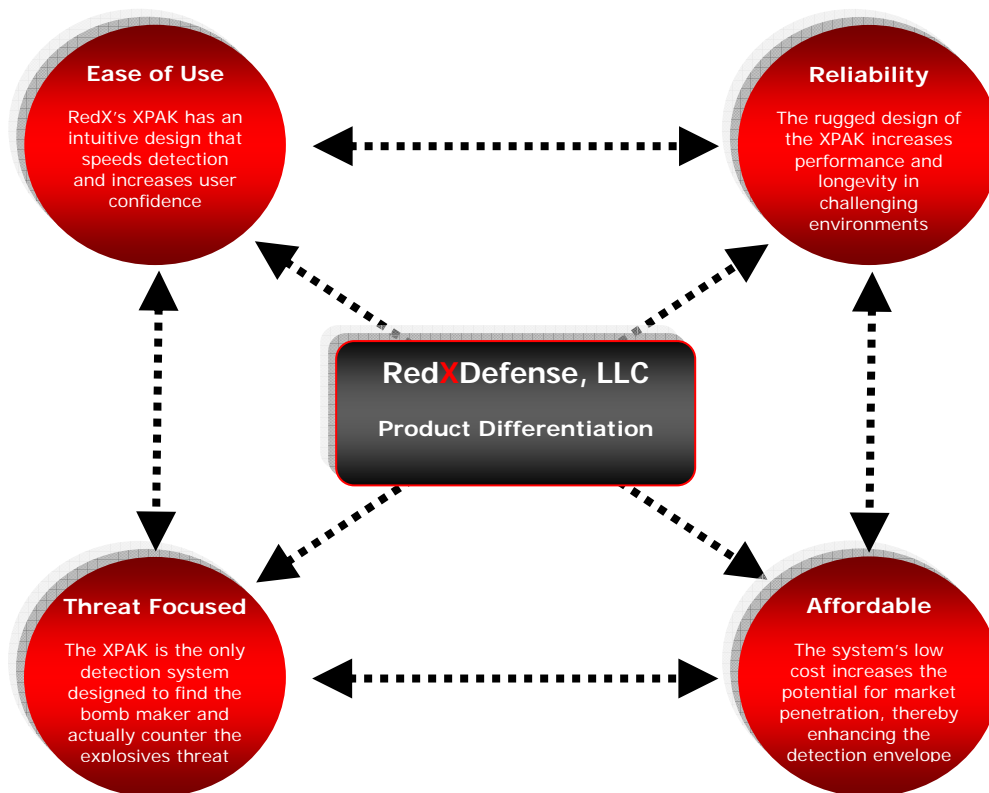 Ease of Use
RedX's XPAK has an
intuitive design that
speeds detection
and increases user
confidence
Reliability
The rugged design of
the XPAK increases
performance and
longevity in
challenging
environments
RedXDefense, LLC
Product Differentiation
Threat Focused
The XPAK is the only
detection system
designed to find the
bomb maker and
actually counter the
explosives threat
Affordable
The system's low
cost increases the
potential for market
penetration, thereby
enhancing the
detection envelope